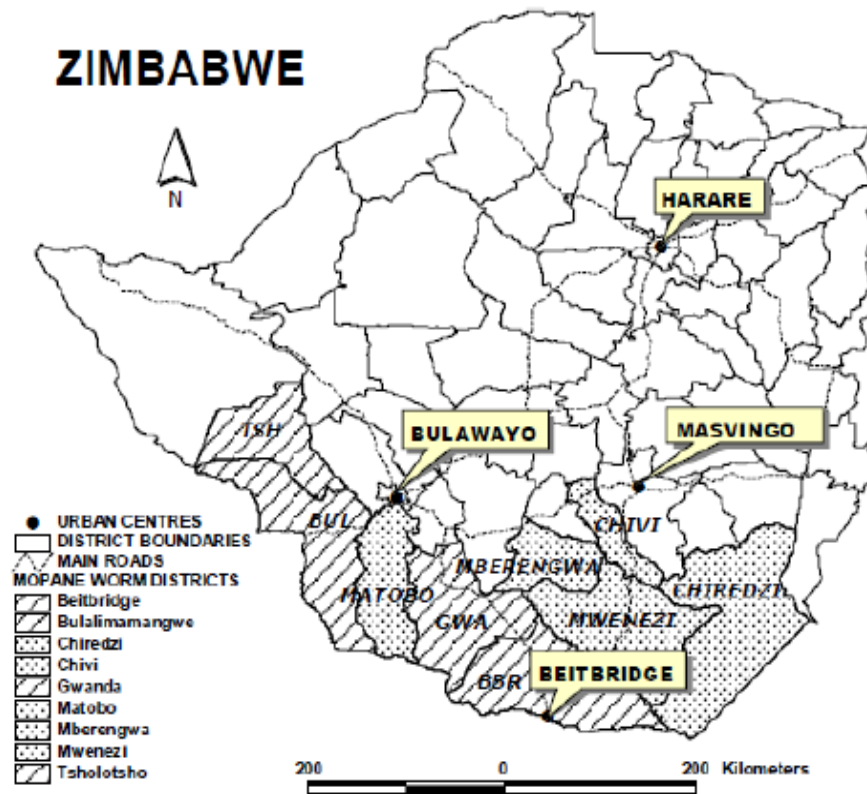 ZIMBABWE
N
HARARE
BULAWAYO
MASVINGO
TSH
BUL
CHIVI
MBERENGWA
MATOBO
CHIREDZI
GWA
MWENEZI
BBR
BEITBRIDGE
URBAN CENTRES
DISTRICT BOUNDARIES
MAIN ROADS
MOPANE WORM DISTRICTS
Beitbridge
Bulalimamangwe
Chiredzi
Chivi
Gwanda
Matobo
Mberengwa
Mwenezi
Tsholotsho
200 0 200 Kilometers